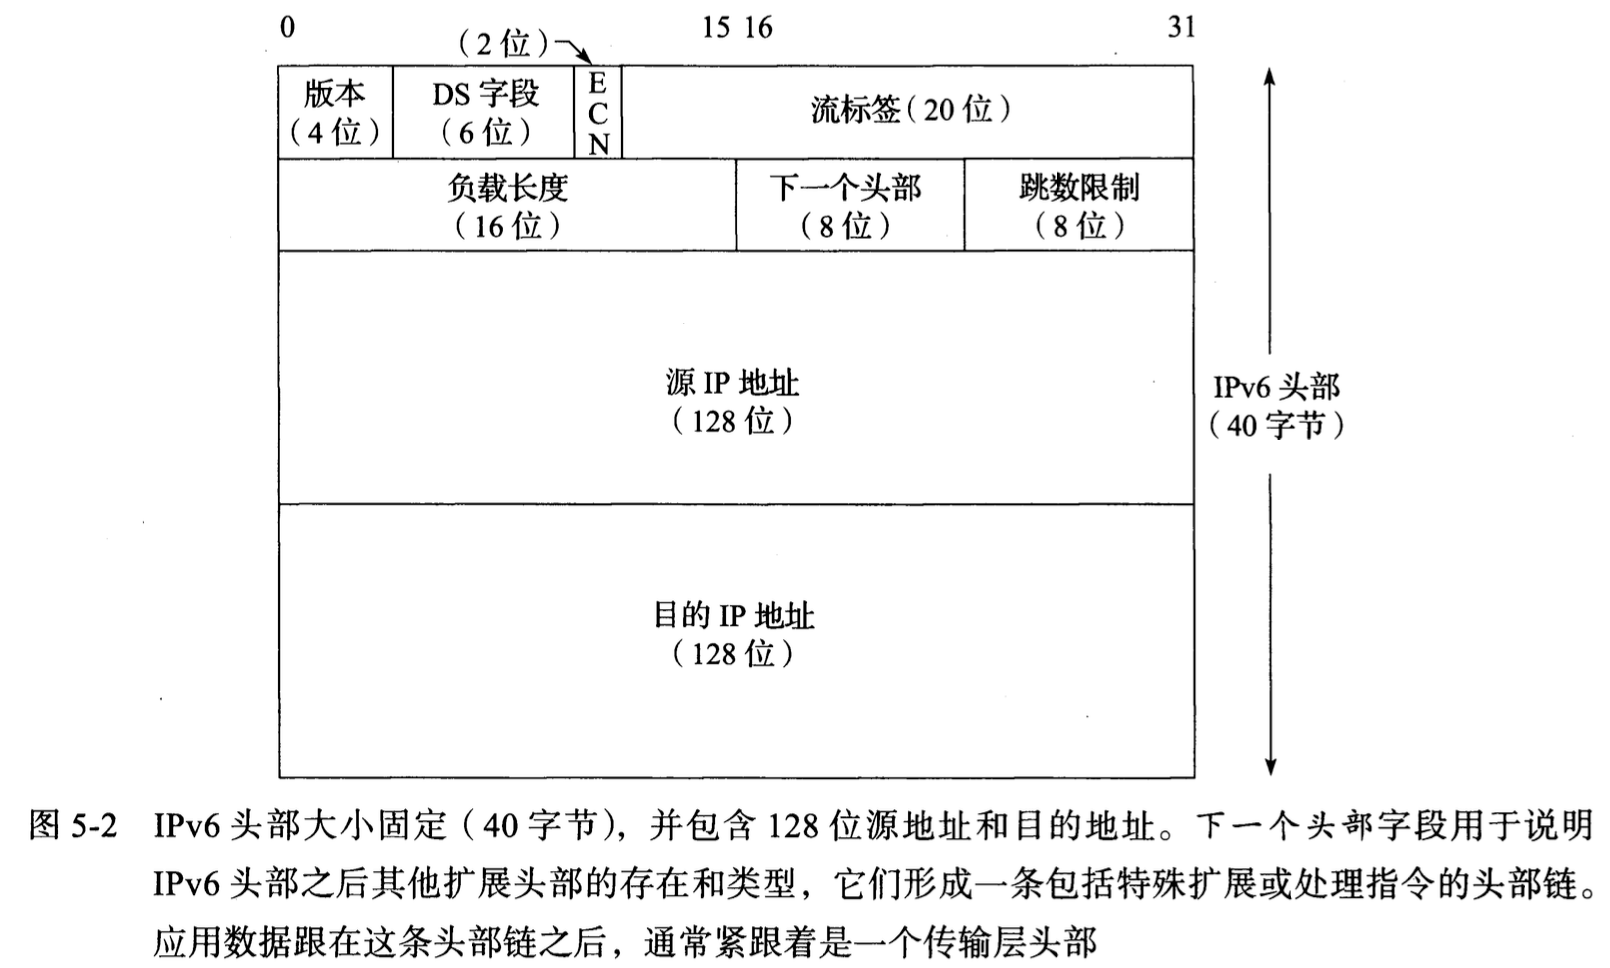 0 15 16 31
（2 位）
版本 DS 字段 E C N 流标签（20 位）
（4 位） （6 位）
负载长度 下一个头部 跳数限制
（16 位） （8 位） （8 位）
源 IP 地址
（128 位）
IPv6 头部
（40 字节）
目的 IP 地址
（128 位）
图 5-2 IPv6 头部大小固定（40 字节），并包含 128 位源地址和目的地址。下一个头部字段用于说明
IPv6 头部之后其他扩展头部的存在和类型，它们形成一条包括特殊扩展或处理指令的头部链。
应用数据跟在这条头部链之后，通常紧跟着是一个传输层头部